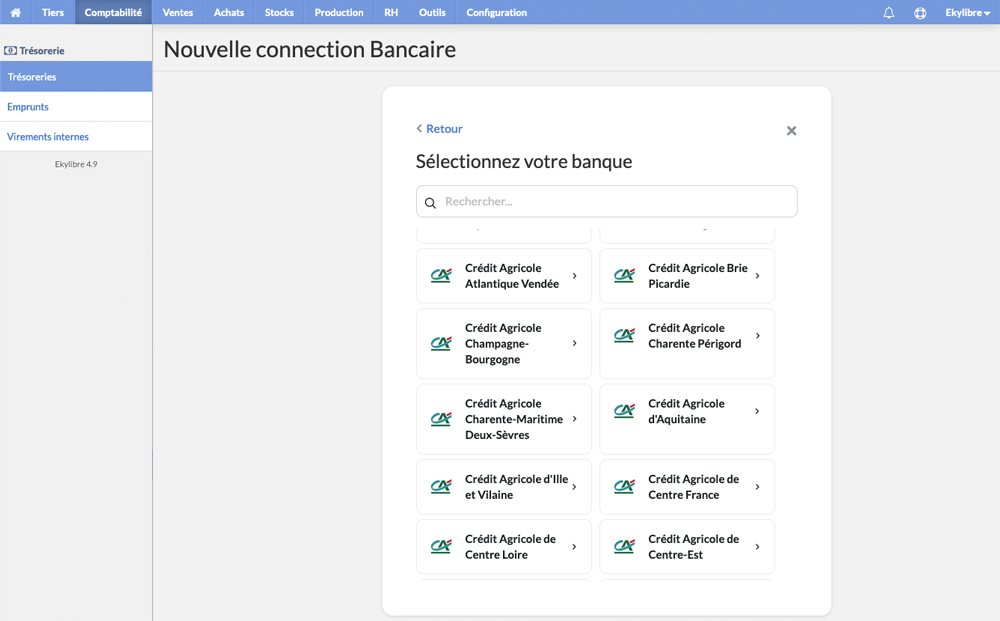 Tiers Comptabilité Ventes Achats Stocks Production RH Outils Configuration Ekylibre
Trésorerie
Trésoreries
Emprunts
Virements internes
Ekylibre 4.9
Nouvelle connection Bancaire
Retour
Sélectionnez votre banque
Rechercher...
Crédit Agricole
Atlantique Vendée
Crédit Agricole Brie
Picardie
Crédit Agricole
Champagne-
Bourgogne
Crédit Agricole
Charente Périgord
Crédit Agricole
Charente-Maritime
Deux-Sèvres
Crédit Agricole
d'Aquitaine
Crédit Agricole d'Ille
et Vilaine
Crédit Agricole de
Centre France
Crédit Agricole de
Centre Loire
Crédit Agricole de
Centre-Est